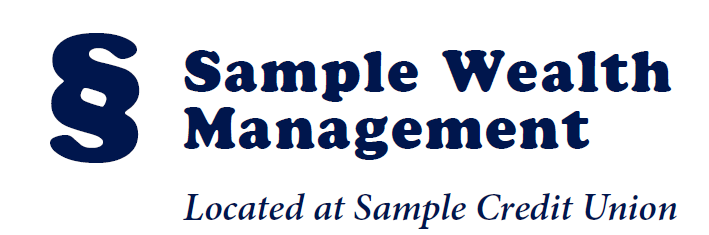 § Sample Wealth
Management
Located at Sample Credit Union